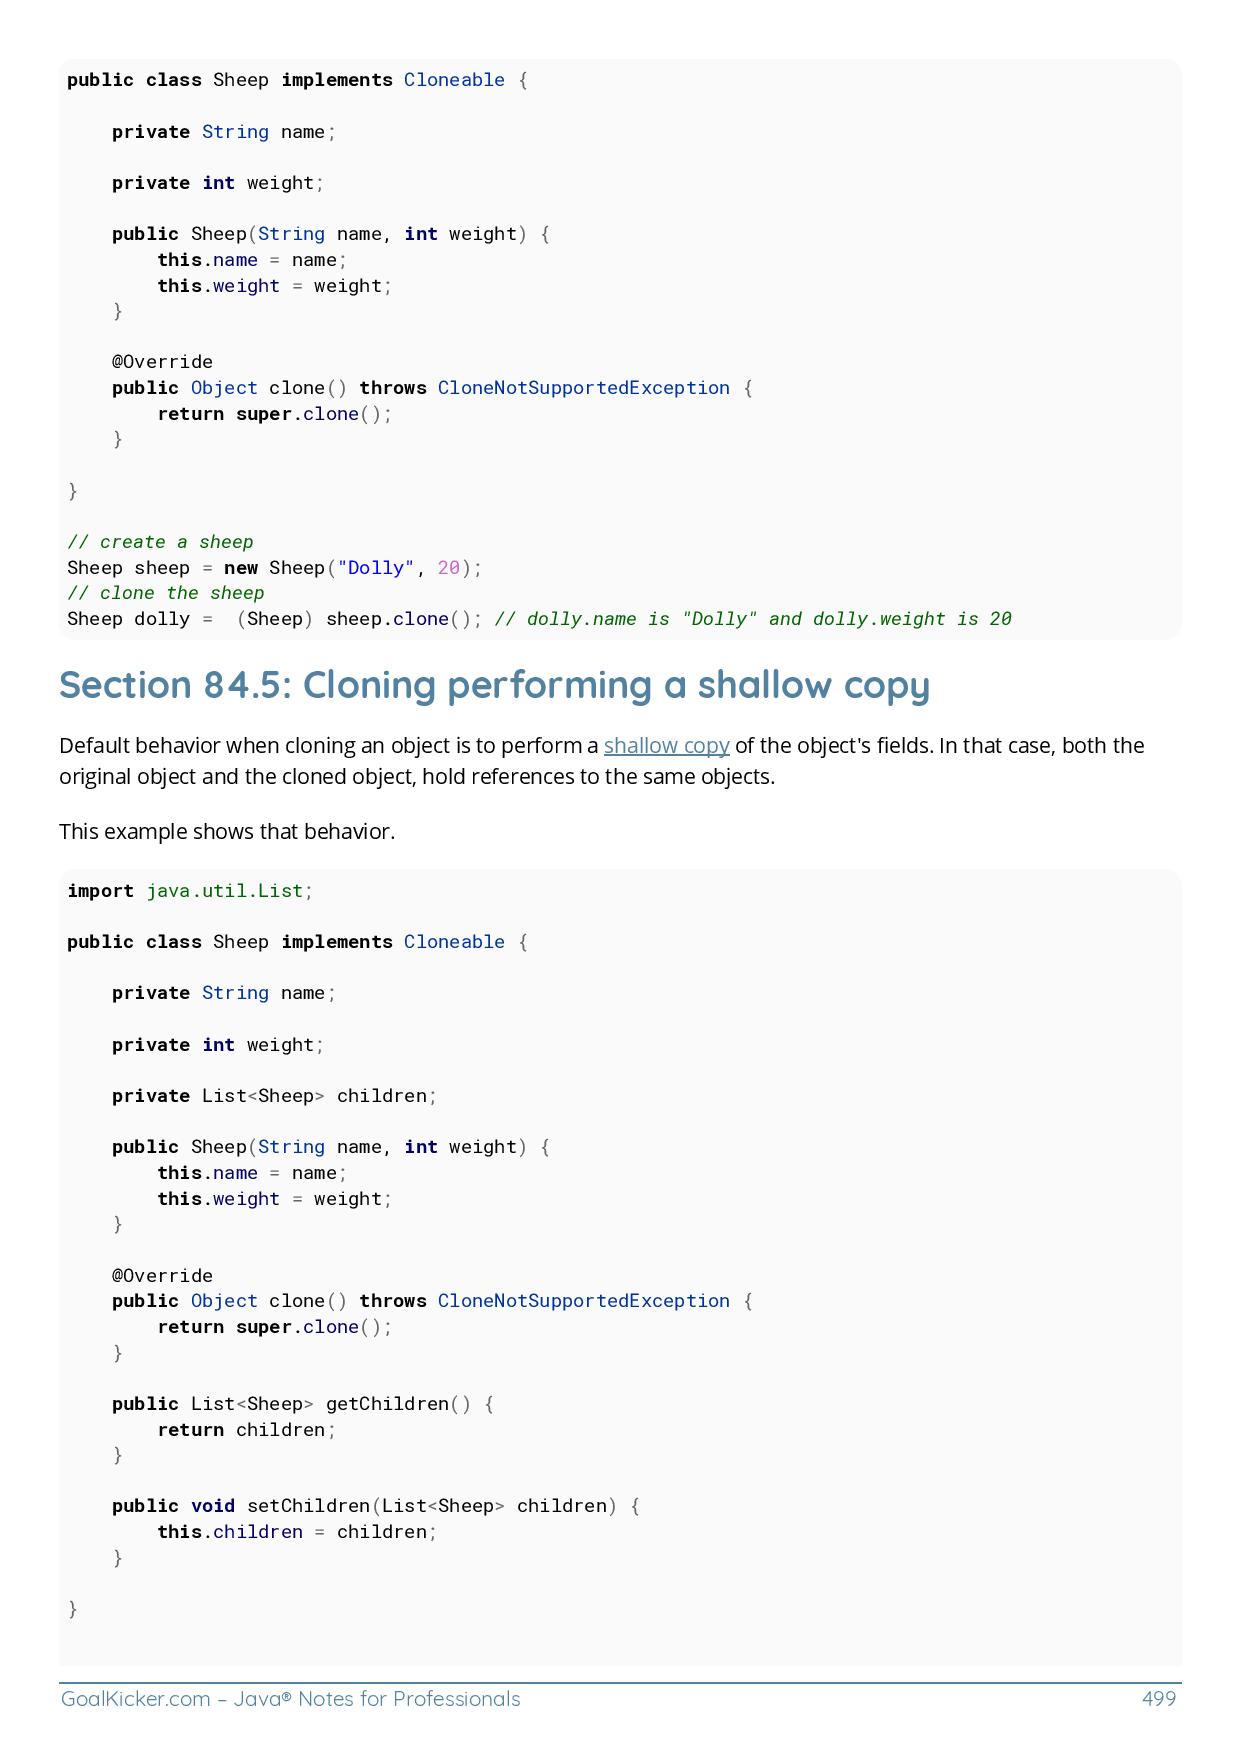 public class Sheep implements Cloneable {
    private String name;
    private int weight;
    public Sheep(String name, int weight) {
        this.name = name;
        this.weight = weight;
    }
    @Override
    public Object clone() throws CloneNotSupportedException {
        return super.clone();
    }
}
// create a sheep
Sheep sheep = new Sheep("Dolly", 20);
// clone the sheep
Sheep dolly =  (Sheep) sheep.clone(); // dolly.name is "Dolly" and dolly.weight is 20
Section 84.5: Cloning performing a shallow copy
Default behavior when cloning an object is to perform a shallow copy of the object's fields. In that case, both the
original object and the cloned object, hold references to the same objects.
This example shows that behavior.
import java.util.List;
public class Sheep implements Cloneable {
    private String name;
    private int weight;
    private List<Sheep> children;
    public Sheep(String name, int weight) {
        this.name = name;
        this.weight = weight;
    }
    @Override
    public Object clone() throws CloneNotSupportedException {
        return super.clone();
    }
    public List<Sheep> getChildren() {
        return children;
    }
    public void setChildren(List<Sheep> children) {
        this.children = children;
    }
}
GoalKicker.com – Java® Notes for Professionals 499